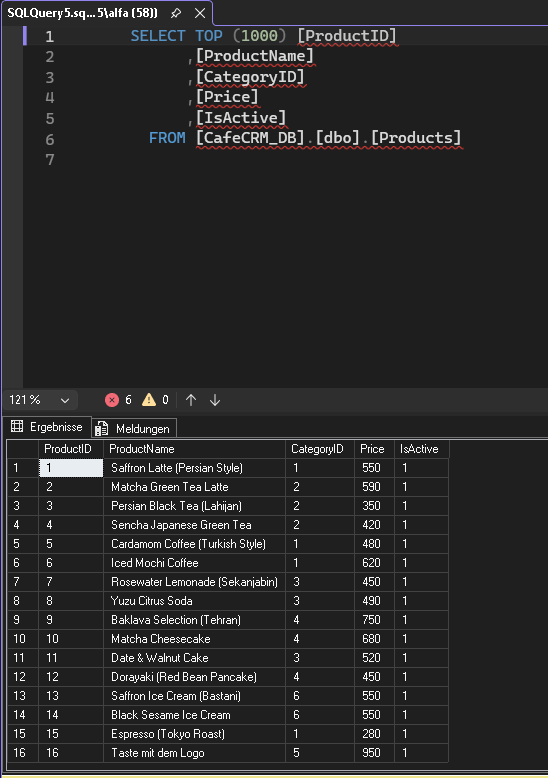 SQLQuery5.sq... 5\alfa (58))
1 SELECT TOP (1000) [ProductID]
2 ,[ProductName]
3 ,[CategoryID]
4 ,[Price]
5 ,[IsActive]
6 FROM [CafeCRM_DB].[dbo].[Products]
7
121 % 6 0
Ergebnisse Meldungen
ProductID ProductName CategoryID Price IsActive
1 1 Saffron Latte (Persian Style) 1 550 1
2 2 Matcha Green Tea Latte 2 590 1
3 3 Persian Black Tea (Lahijan) 2 350 1
4 4 Sencha Japanese Green Tea 2 420 1
5 5 Cardamom Coffee (Turkish Style) 1 480 1
6 6 Iced Mochi Coffee 1 620 1
7 7 Rosewater Lemonade (Sekanjabin) 3 450 1
8 8 Yuzu Citrus Soda 3 490 1
9 9 Baklava Selection (Tehran) 4 750 1
10 10 Matcha Cheesecake 4 680 1
11 11 Date & Walnut Cake 3 520 1
12 12 Dorayaki (Red Bean Pancake) 4 450 1
13 13 Saffron Ice Cream (Bastani) 6 550 1
14 14 Black Sesame Ice Cream 6 550 1
15 15 Espresso (Tokyo Roast) 1 280 1
16 16 Taste mit dem Logo 5 950 1